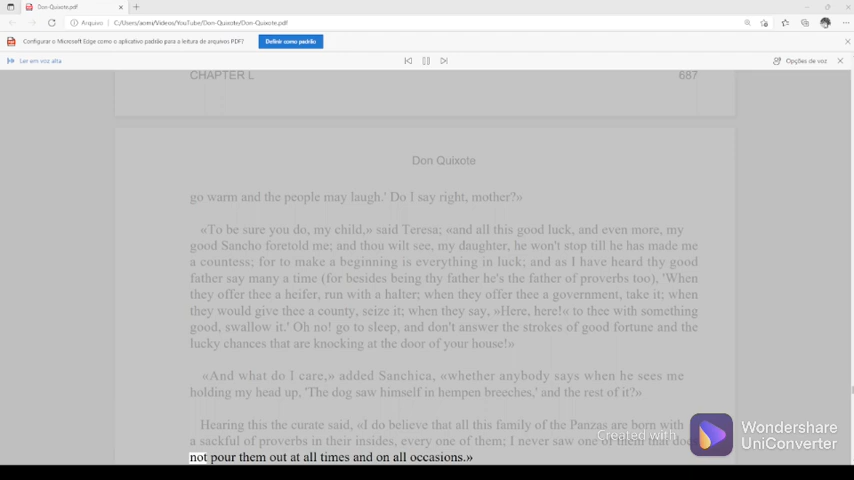 Don-Quixote.pdf
Arquivo C:/Users/aoms/Videos/YouTube/Don-Quixote/Don-Quixote.pdf
Configurar o Microsoft Edge como o aplicativo padrão para a leitura de arquivos PDF? Definir como padrão
Ler em voz alta Opções de voz
CHAPTER L 687
Don Quixote
go warm and the people may laugh.' Do I say right, mother?»
«To be sure you do, my child,» said Teresa; «and all this good luck, and even more, my
good Sancho foretold me; and thou wilt see, my daughter, he won't stop till he has made me
a countess; for to make a beginning is everything in luck; and as I have heard thy good
father say many a time (for besides being thy father he's the father of proverbs too), 'When
they offer thee a heifer, run with a halter; when they offer thee a government, take it; when
they would give thee a county, seize it; when they say, »Here, here!« to thee with something
good, swallow it.' Oh no! go to sleep, and don't answer the strokes of good fortune and the
lucky chances that are knocking at the door of your house!»
«And what do I care,» added Sanchica, «whether anybody says when he sees me
holding my head up, 'The dog saw himself in hempen breeches,' and the rest of it?»
Hearing this the curate said, «I do believe that all this family of the Panzas are born with
a sackful of proverbs in their insides, every one of them; I never saw one of them that does
not pour them out at all times and on all occasions.»
Created with Wondershare
UniConverter